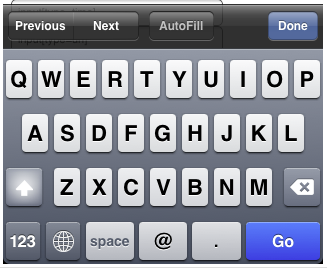 Previous Next AutoFill Done
Q W E R T Y U I O P
A S D F G H J K L
Z X C V B N M
123 space @ . Go